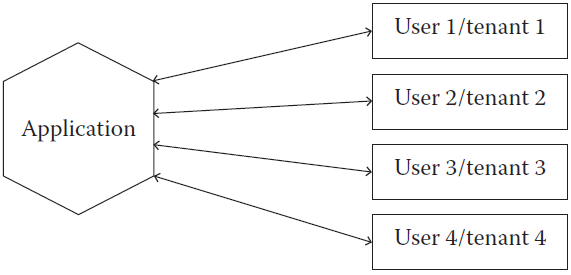 Application
User 1/tenant 1
User 2/tenant 2
User 3/tenant 3
User 4/tenant 4